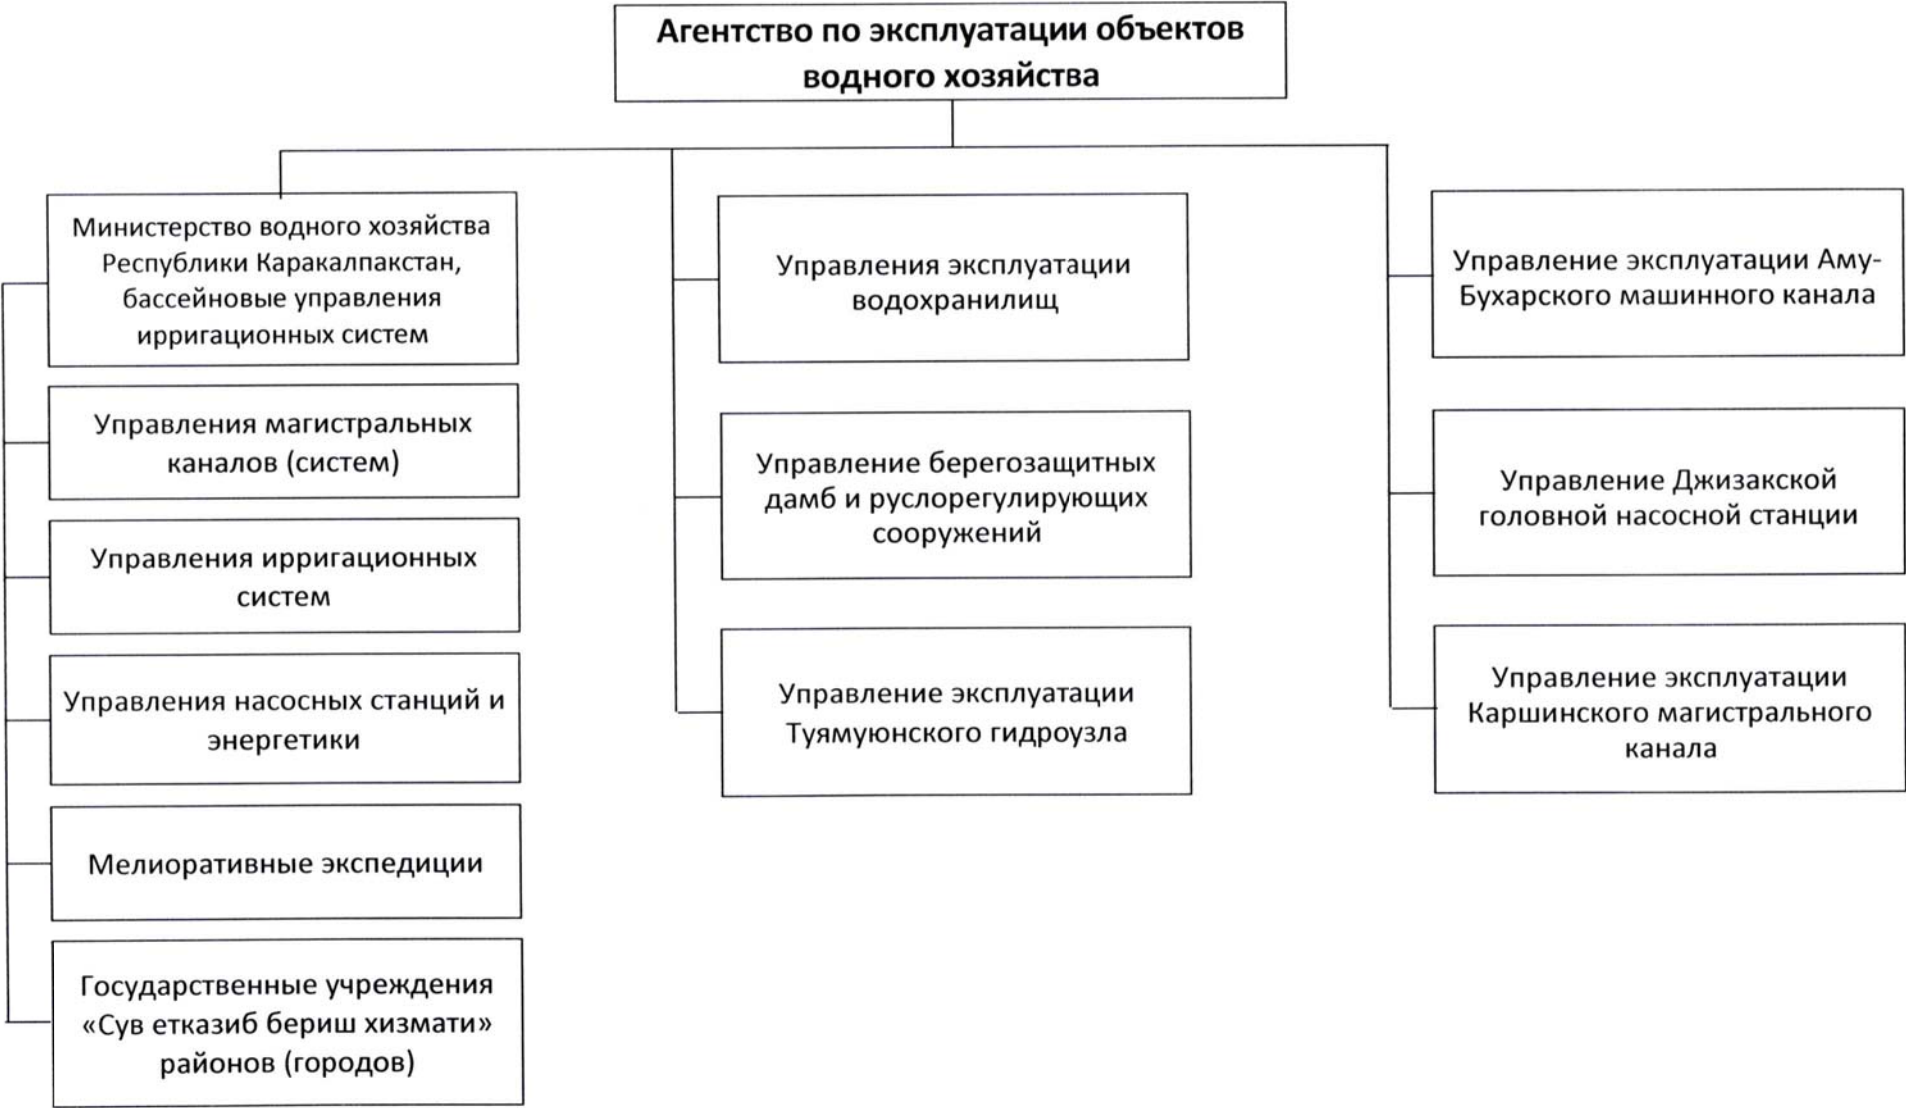 Агентство по эксплуатации объектов
водного хозяйства
Министерство водного хозяйства
Республики Каракалпакстан,
бассейновые управления
ирригационных систем
Управления магистральных
каналов (систем)
Управления ирригационных
систем
Управления насосных станций и
энергетики
Мелиоративные экспедиции
Государственные учреждения
«Сув етказиб бериш хизмати»
районов (городов)
Управления эксплуатации
водохранилищ
Управление берегозащитных
дамб и руслорегулирующих
сооружений
Управление эксплуатации
Туямуюнского гидроузла
Управление эксплуатации Аму-
Бухарского машинного канала
Управление Джизакской
головной насосной станции
Управление эксплуатации
Каршинского магистрального
канала